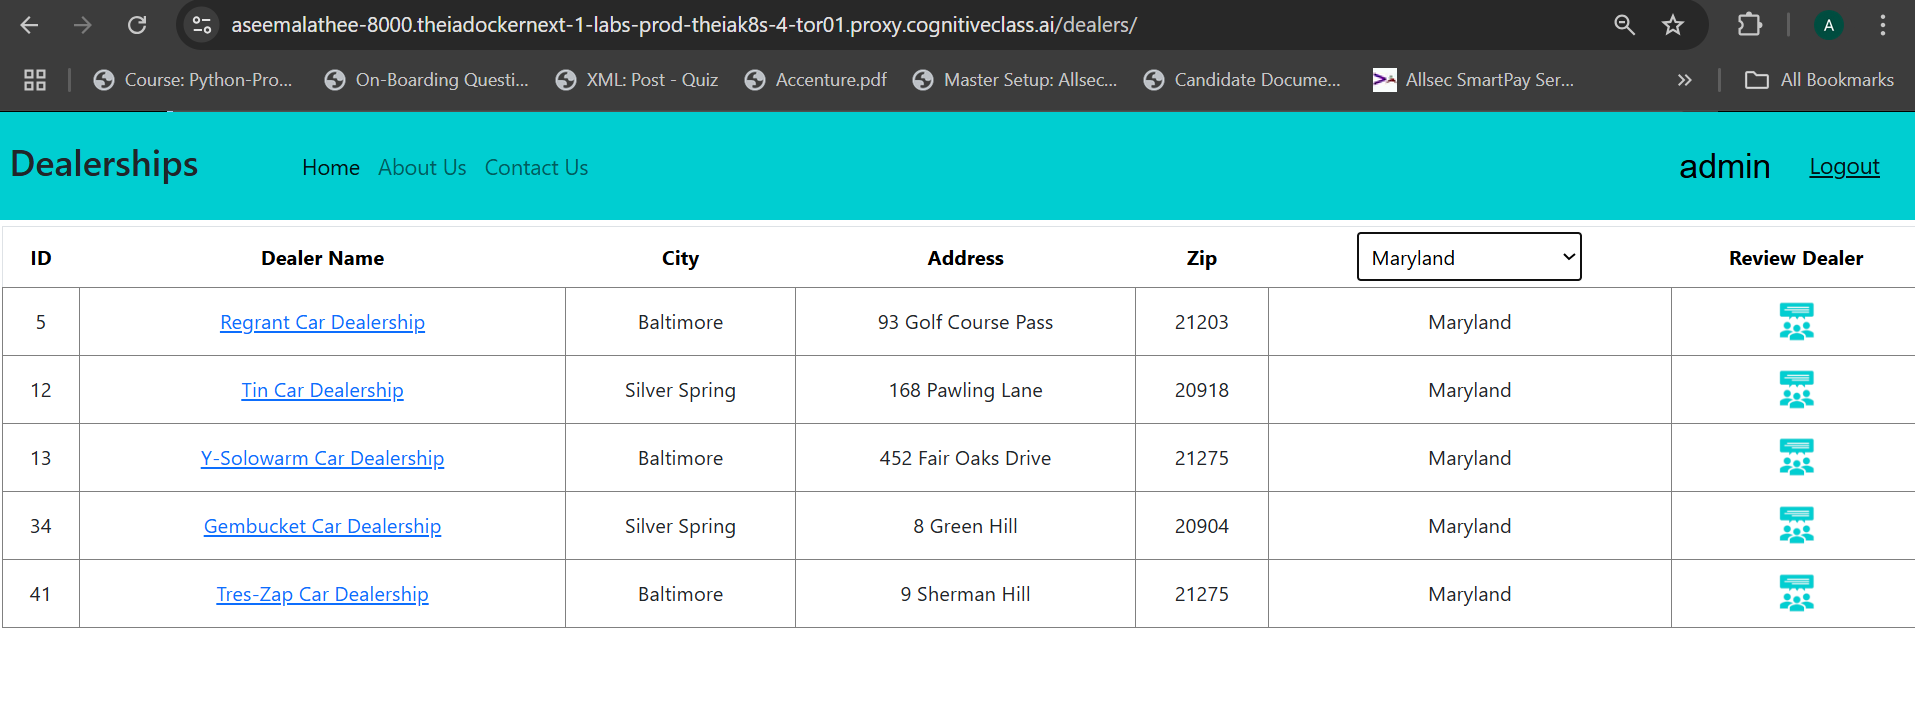 aseemalathee-8000.theiadockernext-1-labs-prod-theiak8s-4-tor01.proxy.cognitiveclass.ai/dealers/ A
Course: Python-Pro... On-Boarding Questi... XML: Post - Quiz Accenture.pdf Master Setup: Allsec... Candidate Docume... Allsec SmartPay Ser... » All Bookmarks
Dealerships Home About Us Contact Us admin Logout
ID Dealer Name City Address Zip Maryland Review Dealer
5 Regrant Car Dealership Baltimore 93 Golf Course Pass 21203 Maryland
12 Tin Car Dealership Silver Spring 168 Pawling Lane 20918 Maryland
13 Y-Solowarm Car Dealership Baltimore 452 Fair Oaks Drive 21275 Maryland
34 Gembucket Car Dealership Silver Spring 8 Green Hill 20904 Maryland
41 Tres-Zap Car Dealership Baltimore 9 Sherman Hill 21275 Maryland